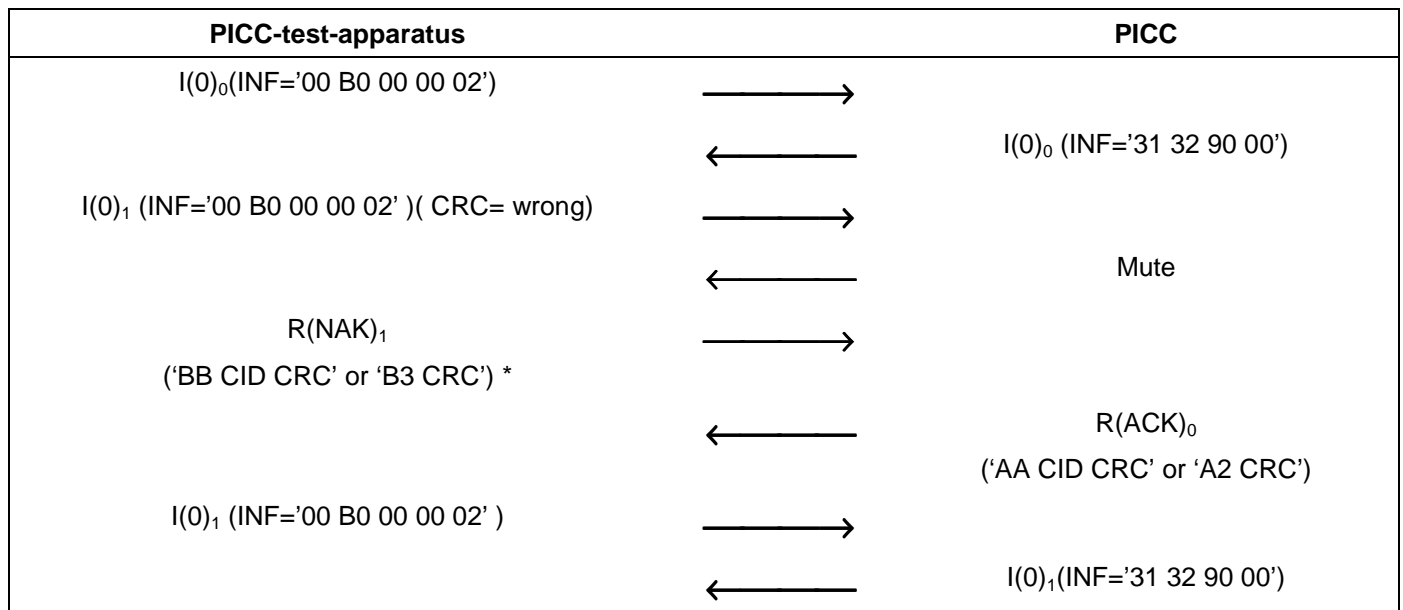 PICC-test-apparatus PICC
I(0)₀(INF='00 B0 00 00 02')
I(0)₀ (INF='31 32 90 00')
I(0)₁ (INF='00 B0 00 00 02' )( CRC= wrong)
Mute
R(NAK)₁
('BB CID CRC' or 'B3 CRC') *
R(ACK)₀
('AA CID CRC' or 'A2 CRC')
I(0)₁ (INF='00 B0 00 00 02' )
I(0)₁(INF='31 32 90 00')